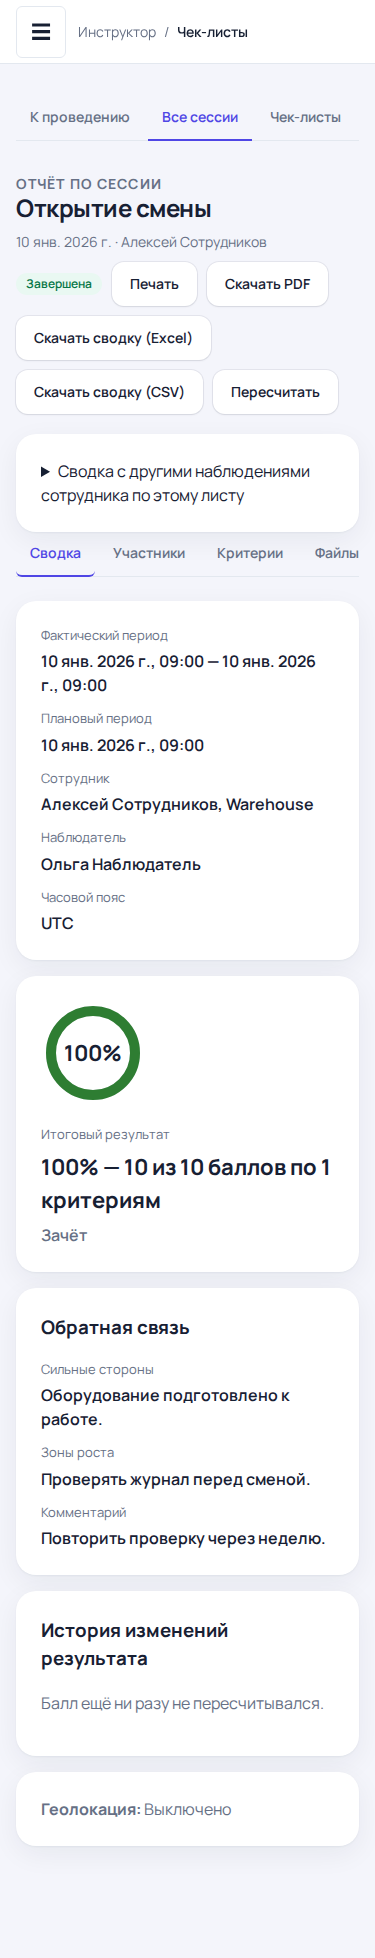 Инструктор / Чек-листы
К проведению Все сессии Чек-листы
ОТЧЁТ ПО СЕССИИ
Открытие смены
10 янв. 2026 г. · Алексей Сотрудников
Завершена Печать Скачать PDF
Скачать сводку (Excel)
Скачать сводку (CSV) Пересчитать
Сводка с другими наблюдениями
сотрудника по этому листу
Сводка Участники Критерии Файлы
Фактический период
10 янв. 2026 г., 09:00 — 10 янв. 2026
г., 09:00
Плановый период
10 янв. 2026 г., 09:00
Сотрудник
Алексей Сотрудников, Warehouse
Наблюдатель
Ольга Наблюдатель
Часовой пояс
UTC
100%
Итоговый результат
100% — 10 из 10 баллов по 1
критериям
Зачёт
Обратная связь
Сильные стороны
Оборудование подготовлено к
работе.
Зоны роста
Проверять журнал перед сменой.
Комментарий
Повторить проверку через неделю.
История изменений
результата
Балл ещё ни разу не пересчитывался.
Геолокация: Выключено